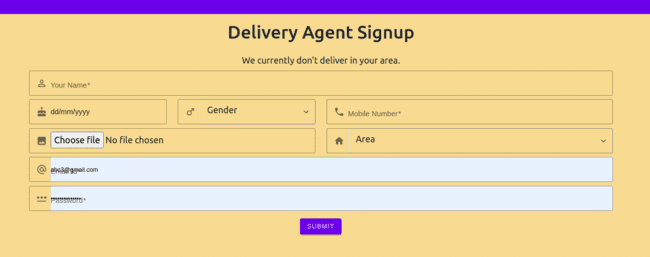 Delivery Agent Signup
We currently don't deliver in your area.
Your Name*
dd/mm/yyyy Gender Mobile Number*
Choose file No file chosen Area
@gmail.com
Password*
SUBMIT